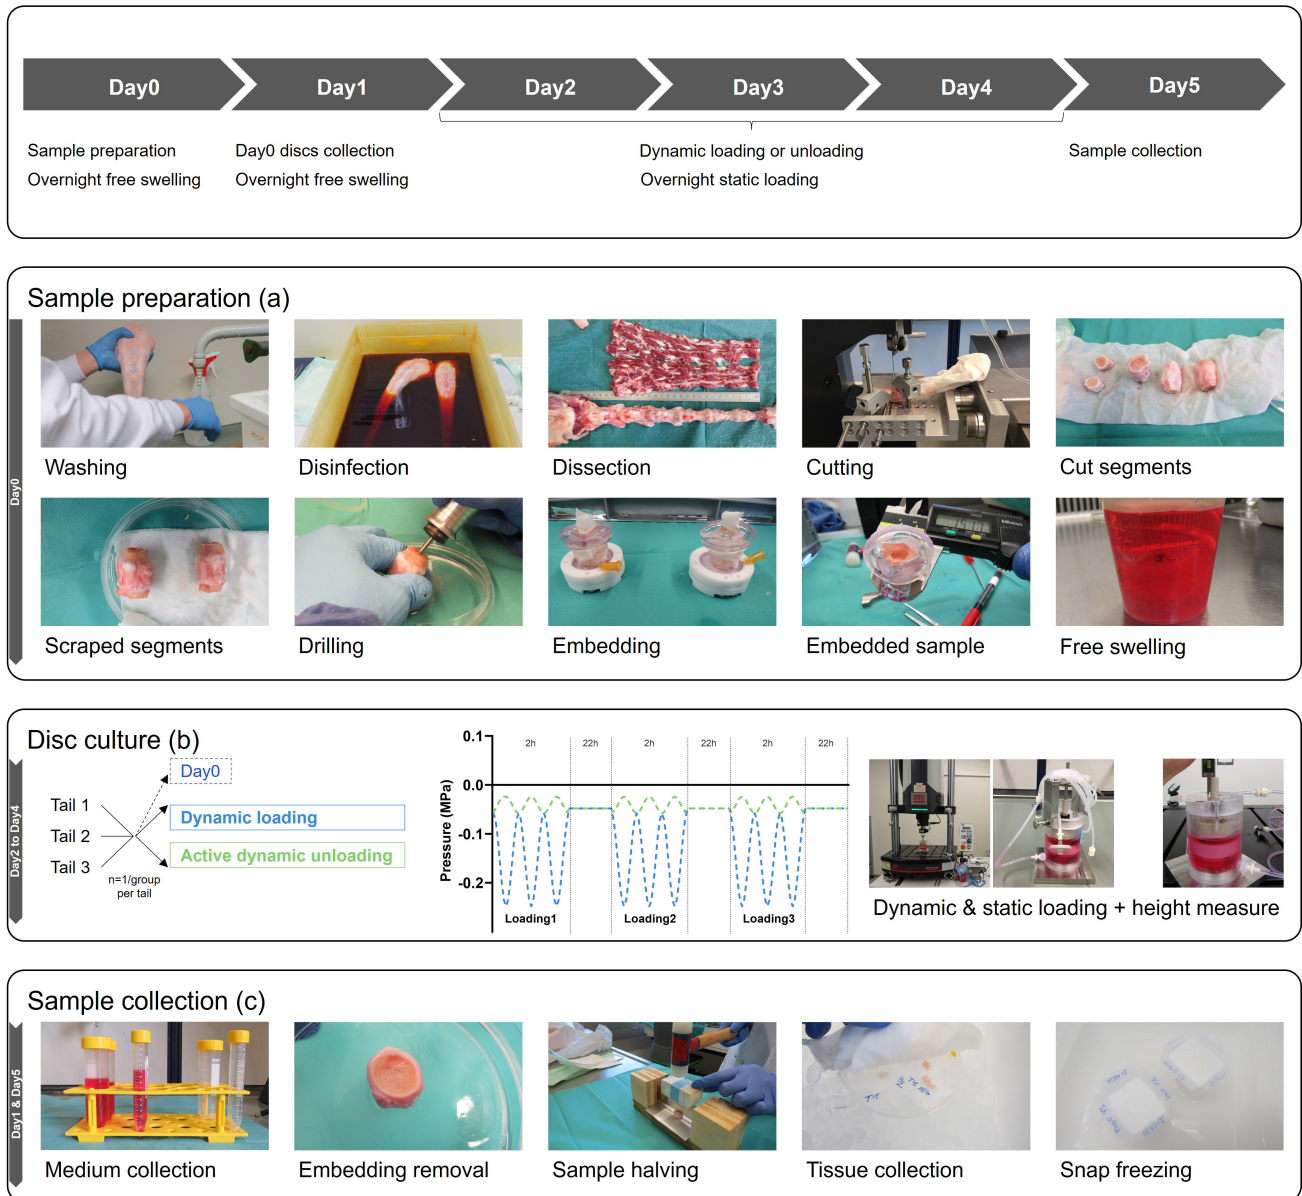 Day0
Day1
Day2
Day3
Day4
Day5
Sample preparation
Overnight free swelling
Day0 discs collection
Overnight free swelling
Dynamic loading or unloading
Overnight static loading
Sample collection
Sample preparation (a)
Day0
Washing
Disinfection
Dissection
Cutting
Cut segments
Scraped segments
Drilling
Embedding
Embedded sample
Free swelling
Disc culture (b)
Day2 to Day4
Tail 1
Tail 2
Tail 3
n=1/group
per tail
Day0
Dynamic loading
Active dynamic unloading
Pressure (MPa)
0.1
0.0
-0.1
-0.2
2h
22h
2h
22h
2h
22h
Loading1
Loading2
Loading3
Dynamic & static loading + height measure
Sample collection (c)
Day1 & Day5
Medium collection
Embedding removal
Sample halving
Tissue collection
Snap freezing